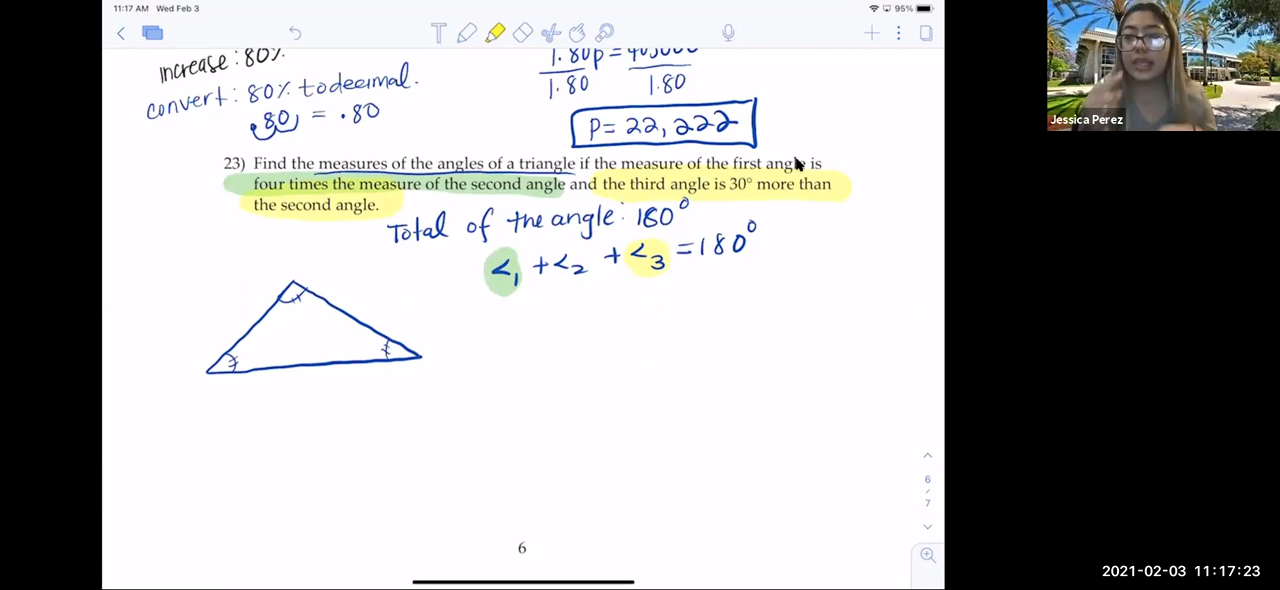 11:17 AM Wed Feb 3
95%
increase : 80%.
convert : 80% to decimal.
80 = .80
1.80p =
1.80 1.80
P = 22,222
Jessica Perez
23) Find the measures of the angles of a triangle if the measure of the first angle is
four times the measure of the second angle and the third angle is 30° more than
the second angle.
Total of the angle : 180°
<1 + <2 + <3 = 180°
6
/
7
6
2021-02-03 11:17:23